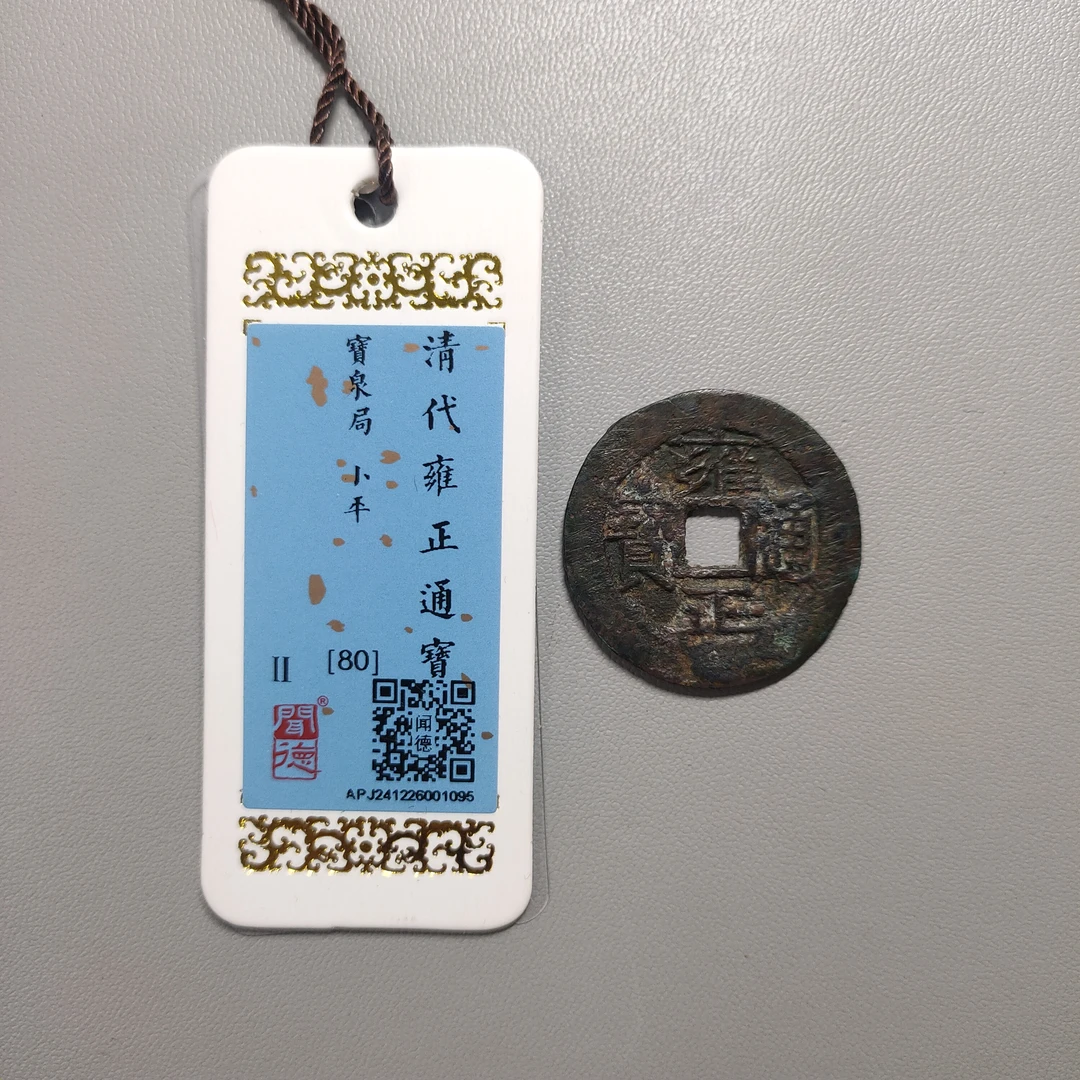 清代雍正通寶
寶泉局 小平
II
[80]
聞德®
闻德
APJ241226001095
雍正通寶